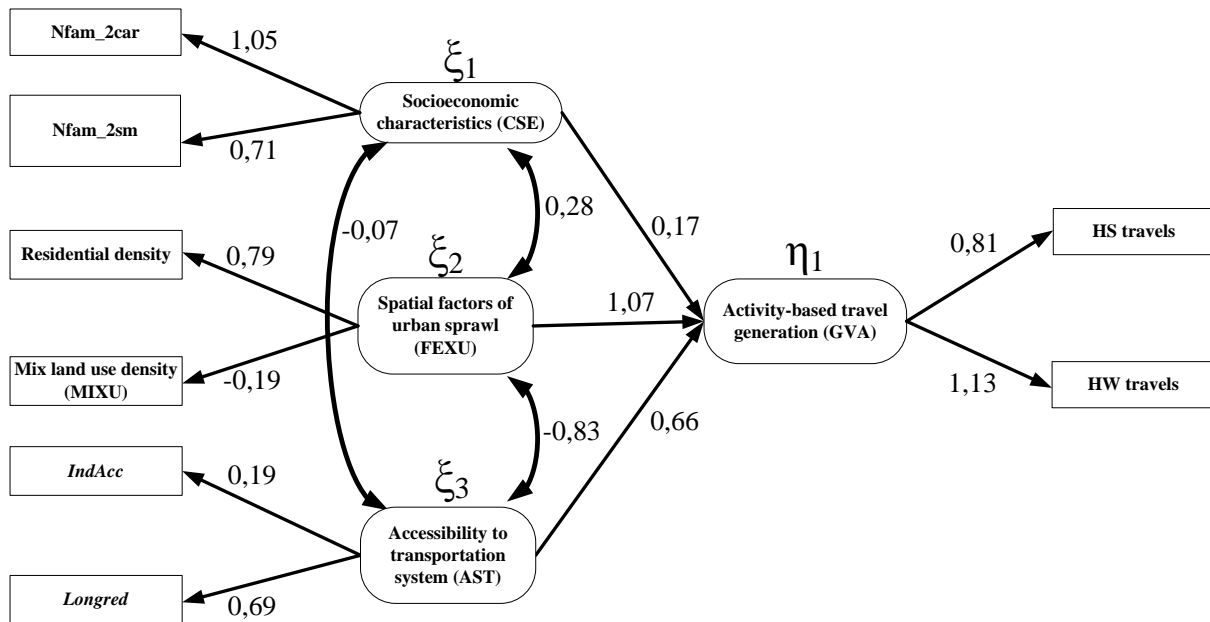 Nfam_2car
1,05
ξ1
Socioeconomic
characteristics (CSE)
Nfam_2sm
0,71
-0,07
0,28
0,17
Residential density
0,79
ξ2
Spatial factors of
urban sprawl
(FEXU)
1,07
η1
Activity-based travel
generation (GVA)
0,81
HS travels
Mix land use density
(MIXU)
-0,19
1,13
HW travels
-0,83
0,66
IndAcc
0,19
ξ3
Accessibility to
transportation
system (AST)
Longred
0,69